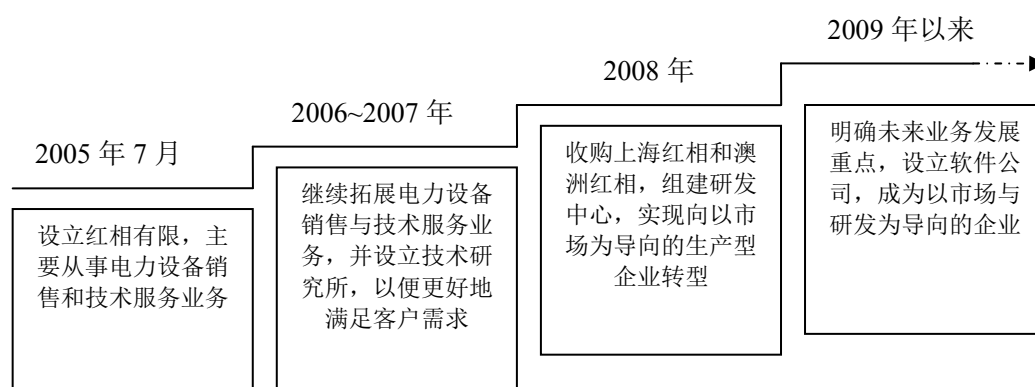 2005 年 7 月
设立红相有限，主
要从事电力设备销
售和技术服务业务
2006~2007 年
继续拓展电力设备
销售与技术服务业
务，并设立技术研
究所，以便更好地
满足客户需求
2008 年
收购上海红相和澳
洲红相，组建研发
中心，实现向以市
场为导向的生产型
企业转型
2009 年以来
明确未来业务发展
重点，设立软件公
司，成为以市场与
研发为导向的企业